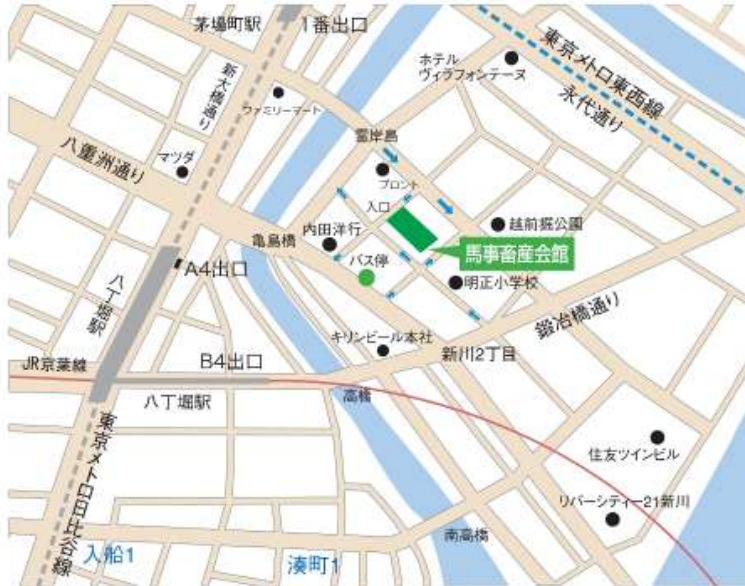 茅場町駅
1番出口
新大橋通り
ファミリーマート
ホテル
ヴィラフォンテーヌ
東京メトロ東西線
永代通り
八重洲通り
マツダ
霊岸島
プロント
入口
越前堀公園
内田洋行
亀島橋
馬事畜産会館
バス停
明正小学校
A4出口
八丁堀駅
鍛冶橋通り
キリンビール本社
新川2丁目
JR京葉線
B4出口
八丁堀駅
高橋
東京メトロ日比谷線
住友ツインビル
リバーシティー21新川
南高橋
入船1
湊町1